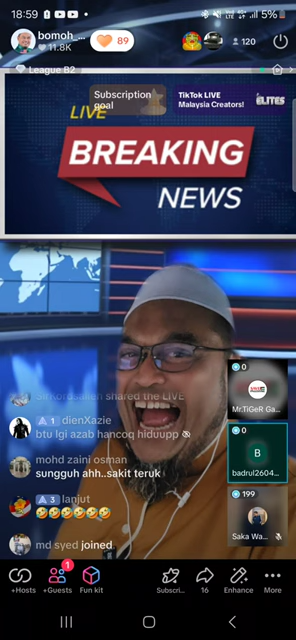 18:59
5%
bomoh_...
11.8K
89
120
League B2
Subscription
goal
TikTok LIVE
Malaysia Creators!
ELITES
LIVE
BREAKING
NEWS
shared the LIVE
A 1 dienXazie
btu lgi azab hancoq hiduupp
mohd zaini osman
sungguh ahh..sakit teruk
A 3 lanjut
🤣🤣🤣🤣🤣🤣
md syed joined
0
Mr.TiGeR Ga...
0
B
badrul2604...
199
Saka Wa...
+Hosts
1
+Guests
Fun kit
Subscri...
16
Enhance
More